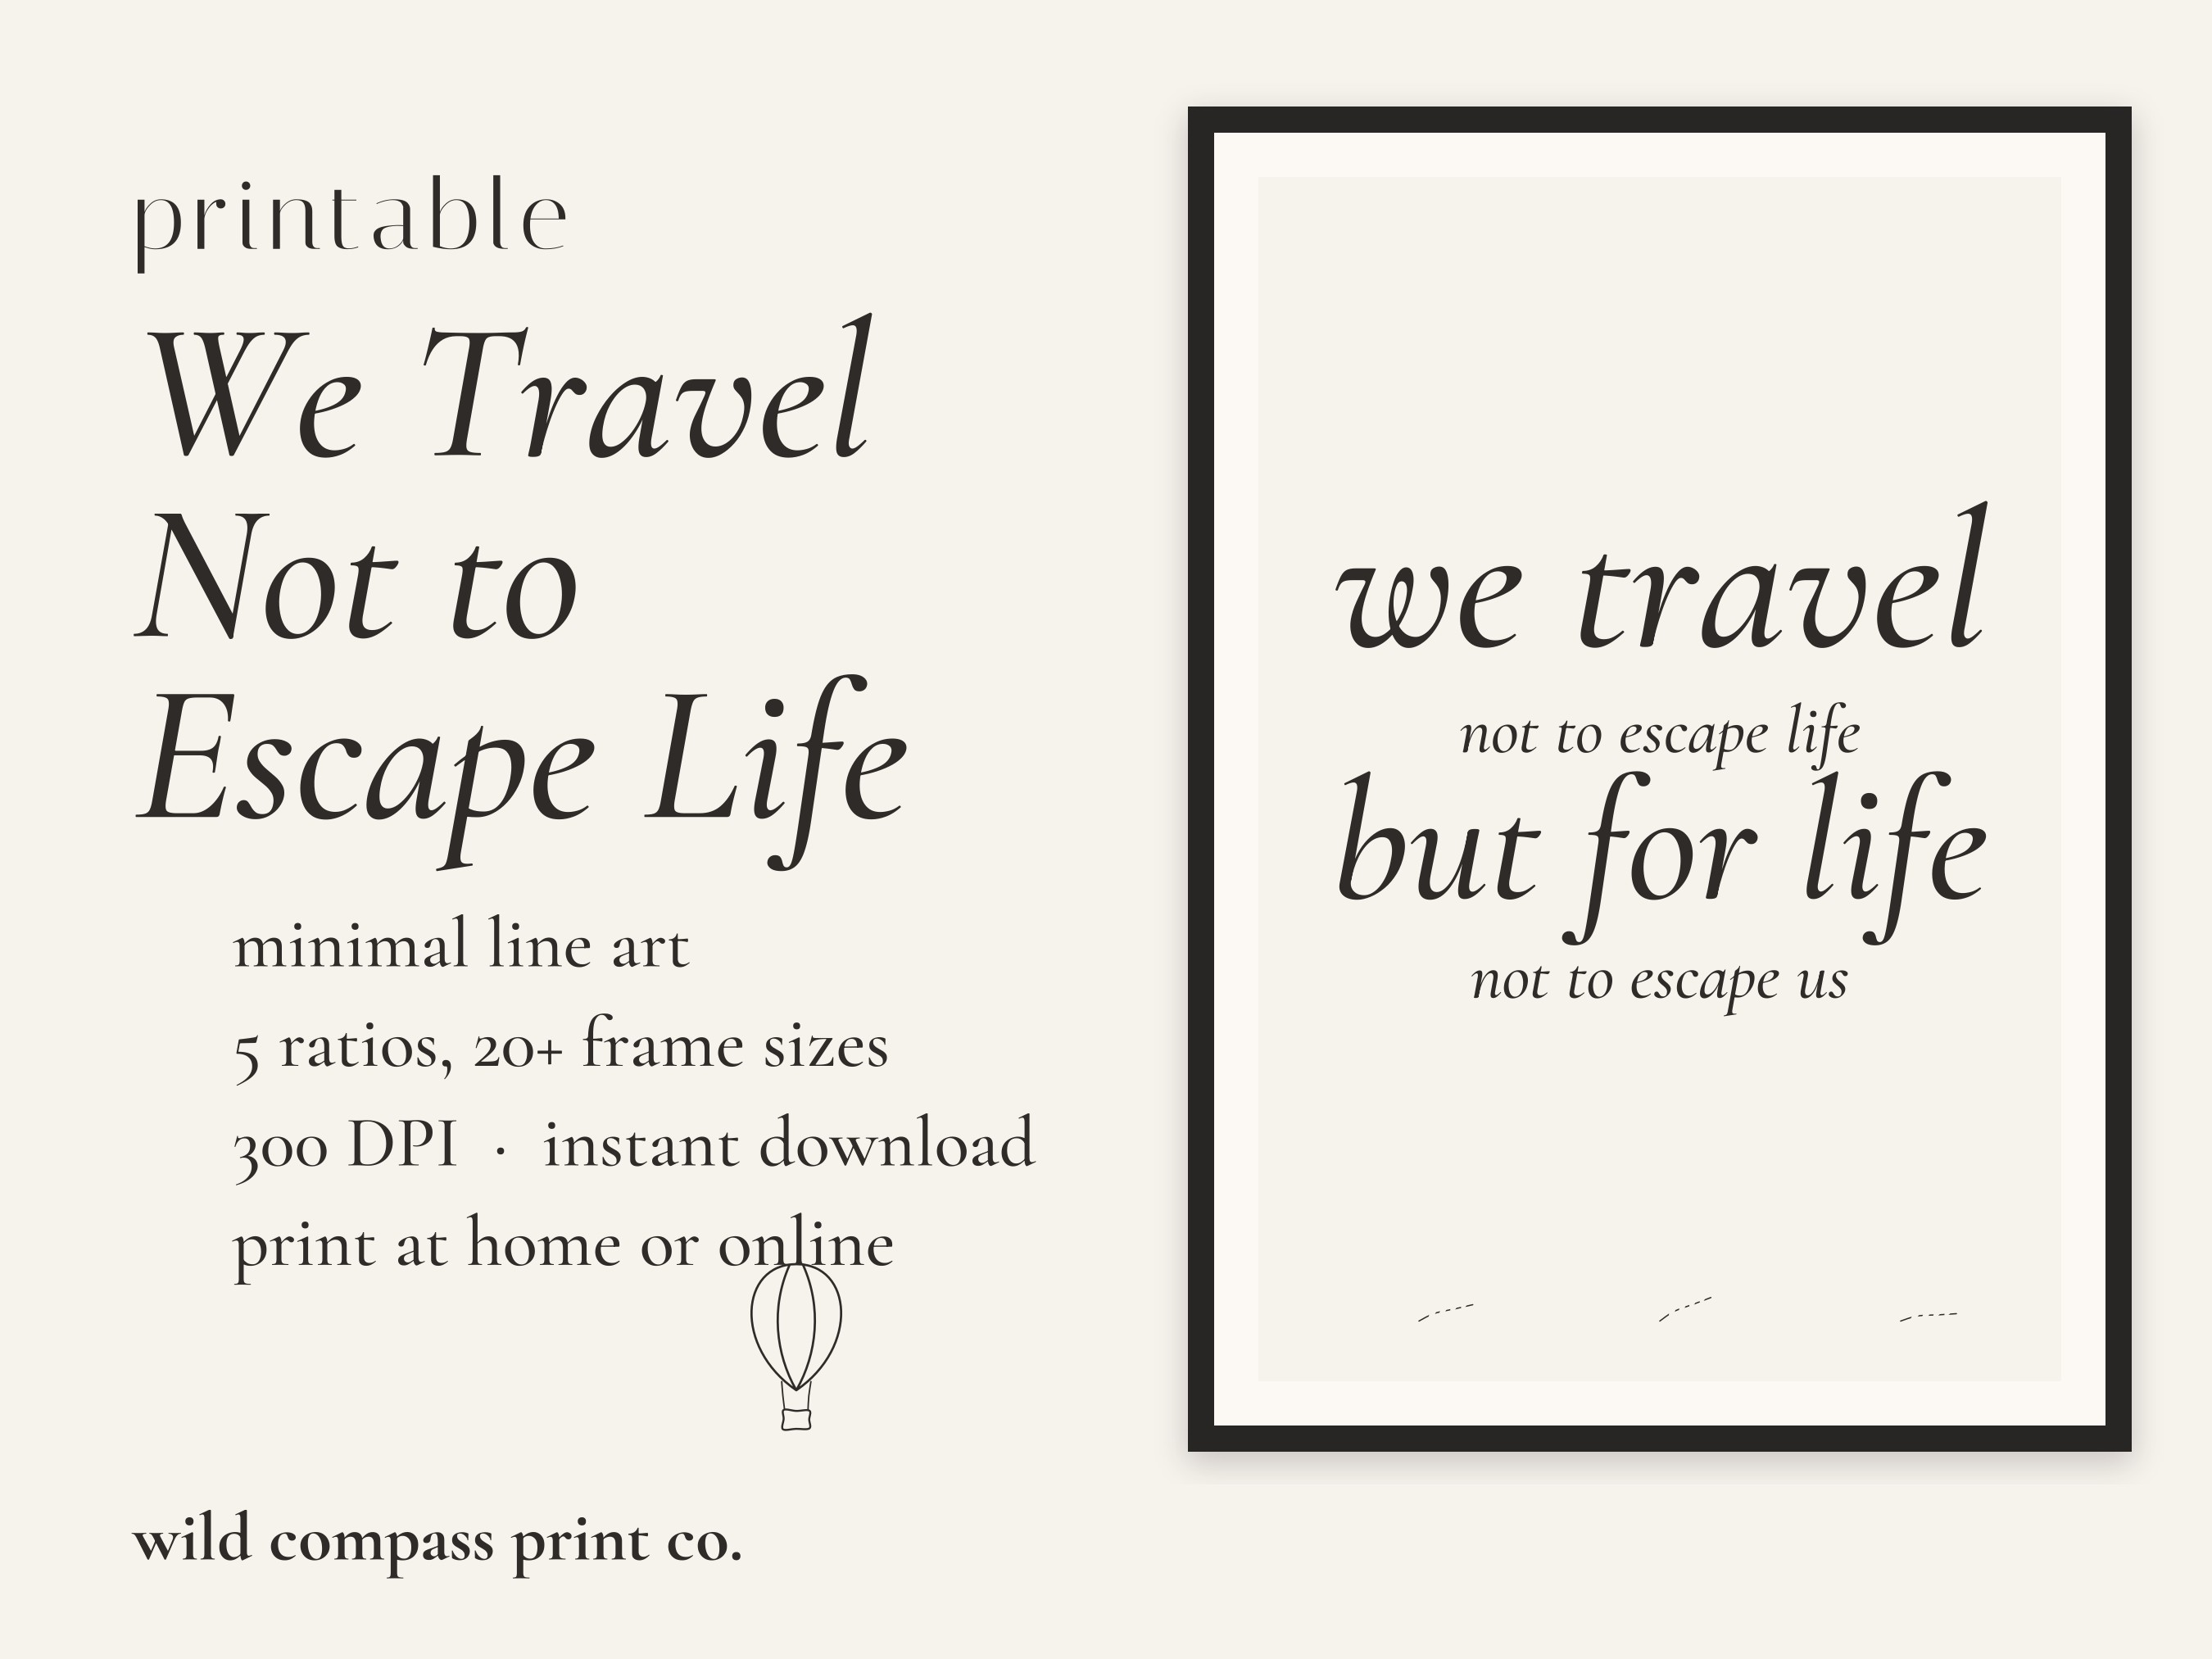 printable
We Travel
Not to
Escape Life
minimal line art
5 ratios, 20+ frame sizes
300 DPI · instant download
print at home or online
wild compass print co.
we travel
not to escape life
but for life
not to escape us